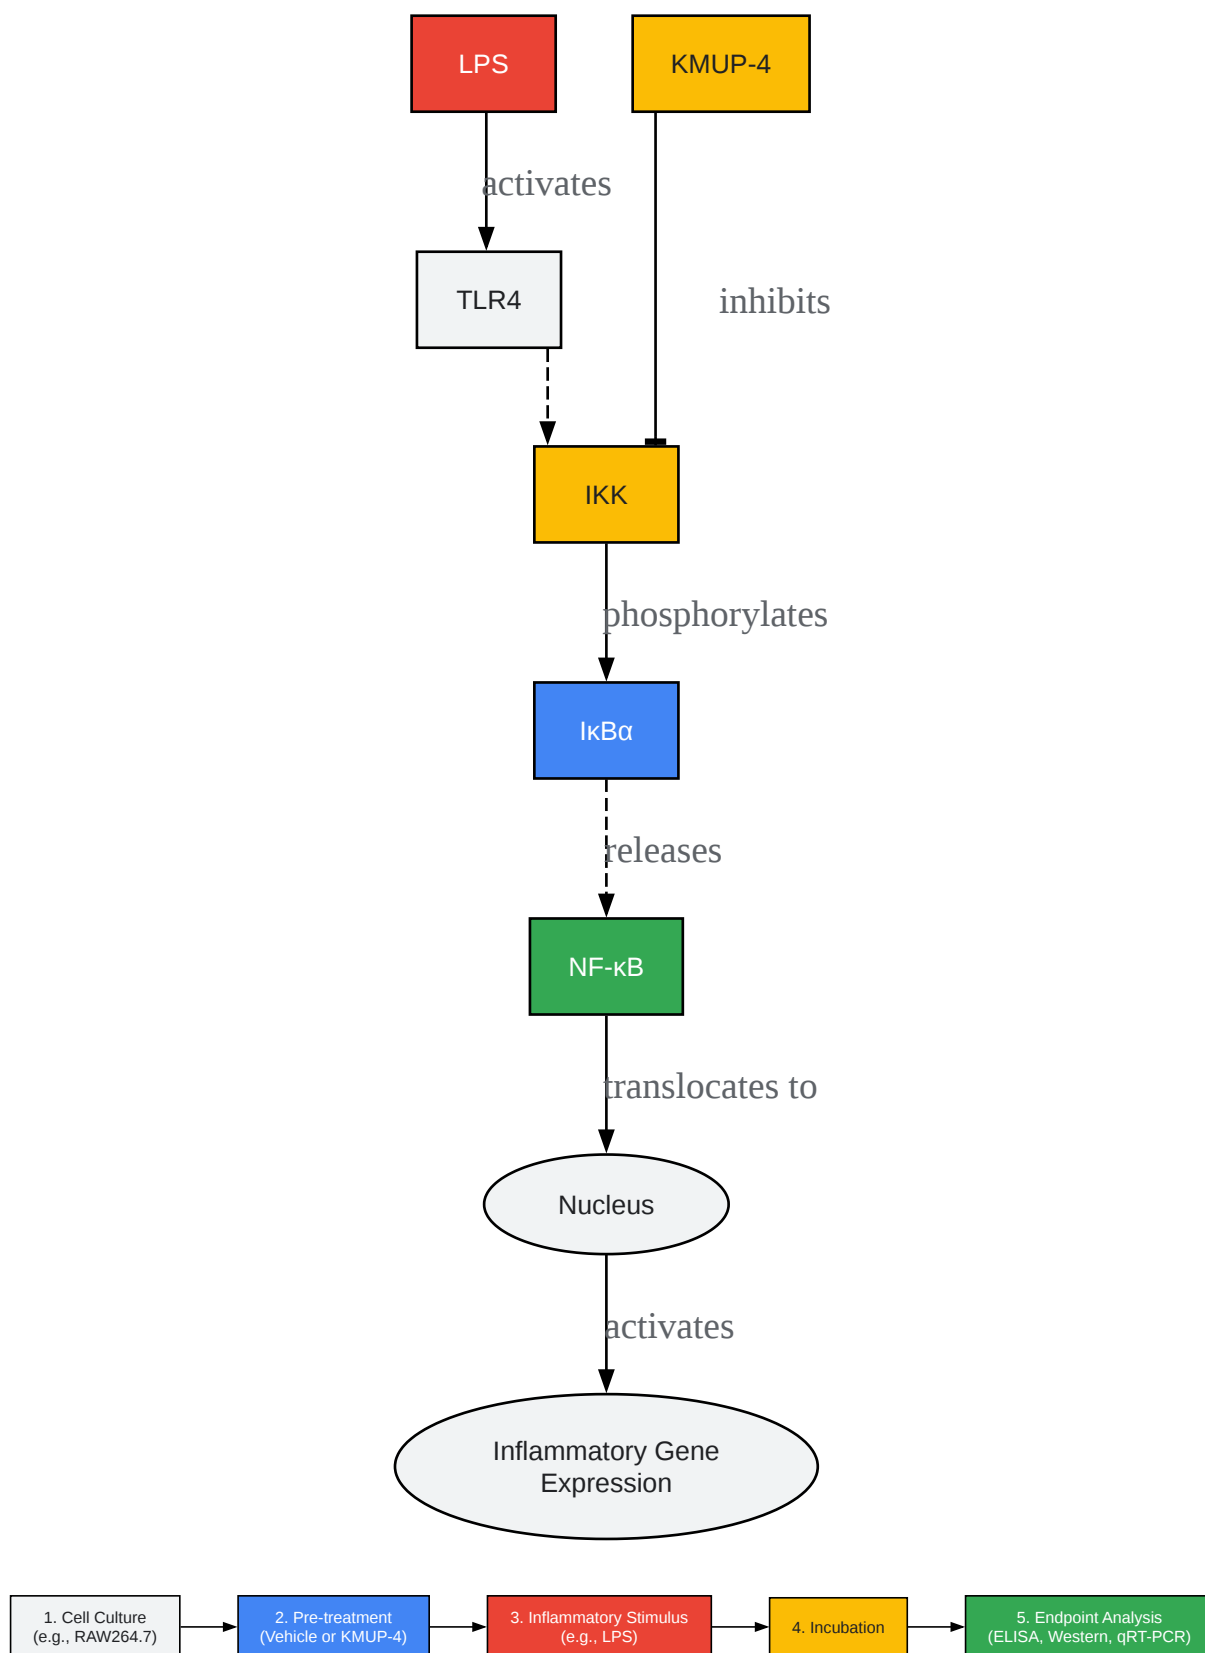 LPS
KMUP-4
activates
TLR4
inhibits
IKK
phosphorylates
IκBα
releases
NF-κB
translocates to
Nucleus
activates
Inflammatory Gene
Expression
1. Cell Culture
(e.g., RAW264.7)
2. Pre-treatment
(Vehicle or KMUP-4)
3. Inflammatory Stimulus
(e.g., LPS)
4. Incubation
5. Endpoint Analysis
(ELISA, Western, qRT-PCR)